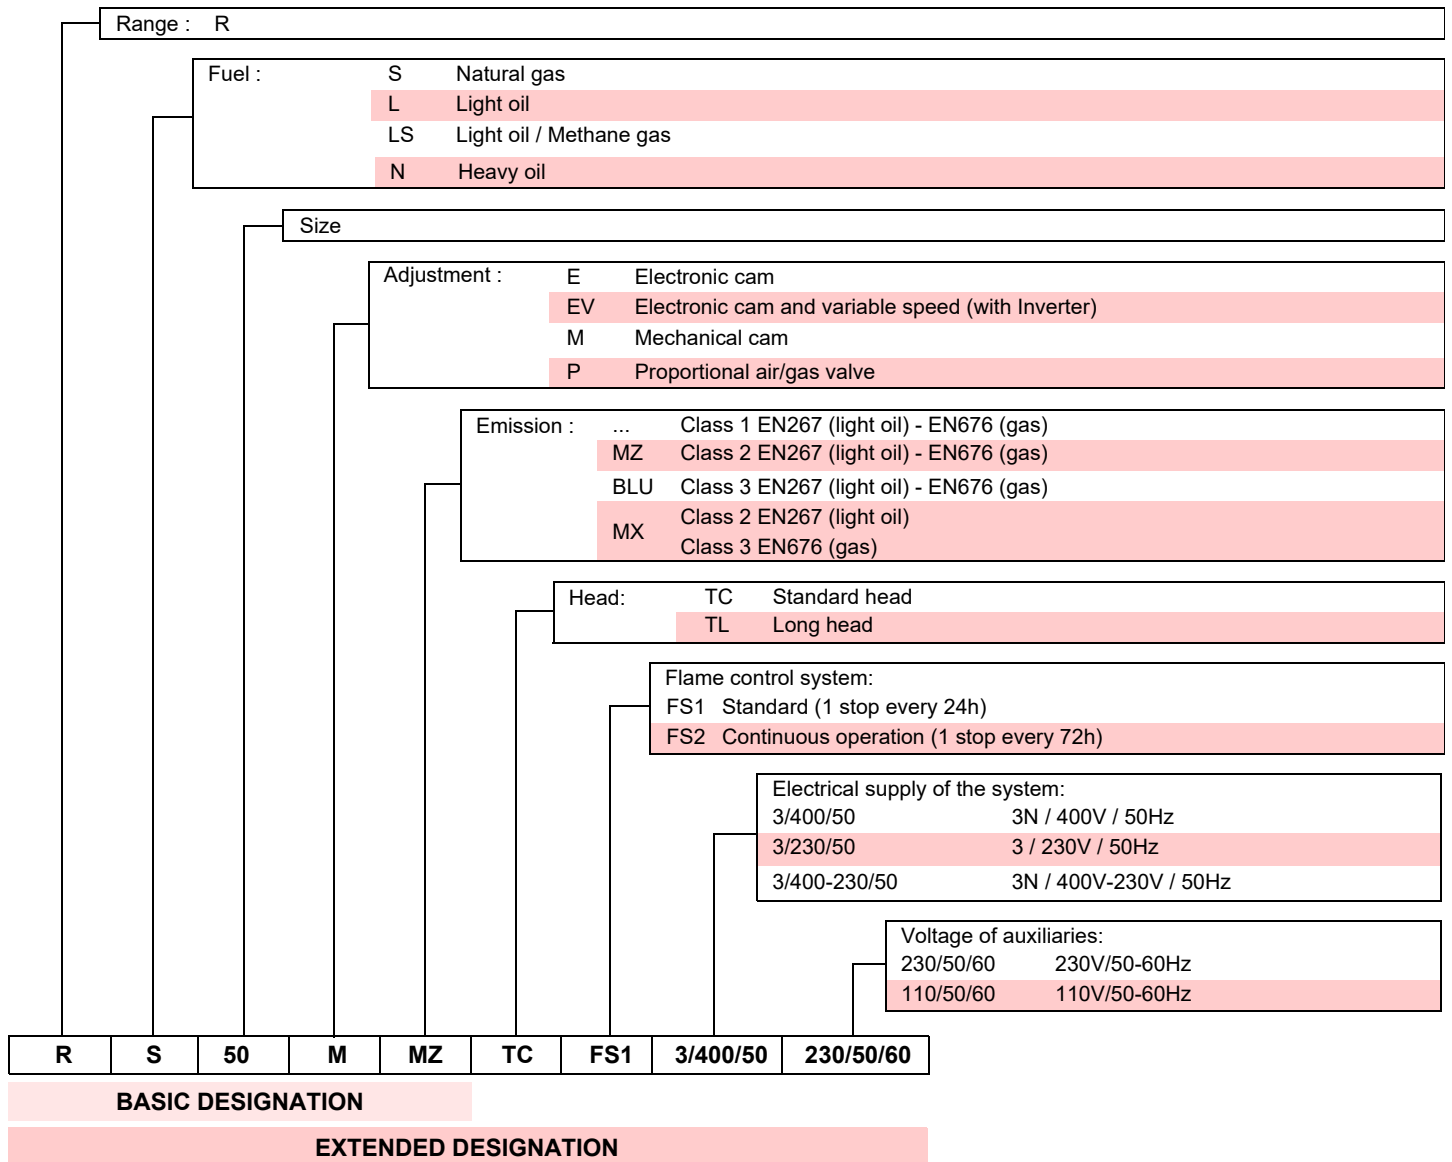 Range : R
Fuel : S Natural gas
L Light oil
LS Light oil / Methane gas
N Heavy oil
Size
Adjustment : E Electronic cam
EV Electronic cam and variable speed (with Inverter)
M Mechanical cam
P Proportional air/gas valve
Emission : ... Class 1 EN267 (light oil) - EN676 (gas)
MZ Class 2 EN267 (light oil) - EN676 (gas)
BLU Class 3 EN267 (light oil) - EN676 (gas)
MX Class 2 EN267 (light oil)
Class 3 EN676 (gas)
Head: TC Standard head
TL Long head
Flame control system:
FS1 Standard (1 stop every 24h)
FS2 Continuous operation (1 stop every 72h)
Electrical supply of the system:
3/400/50 3N / 400V / 50Hz
3/230/50 3 / 230V / 50Hz
3/400-230/50 3N / 400V-230V / 50Hz
Voltage of auxiliaries:
230/50/60 230V/50-60Hz
110/50/60 110V/50-60Hz
R S 50 M MZ TC FS1 3/400/50 230/50/60
BASIC DESIGNATION
EXTENDED DESIGNATION